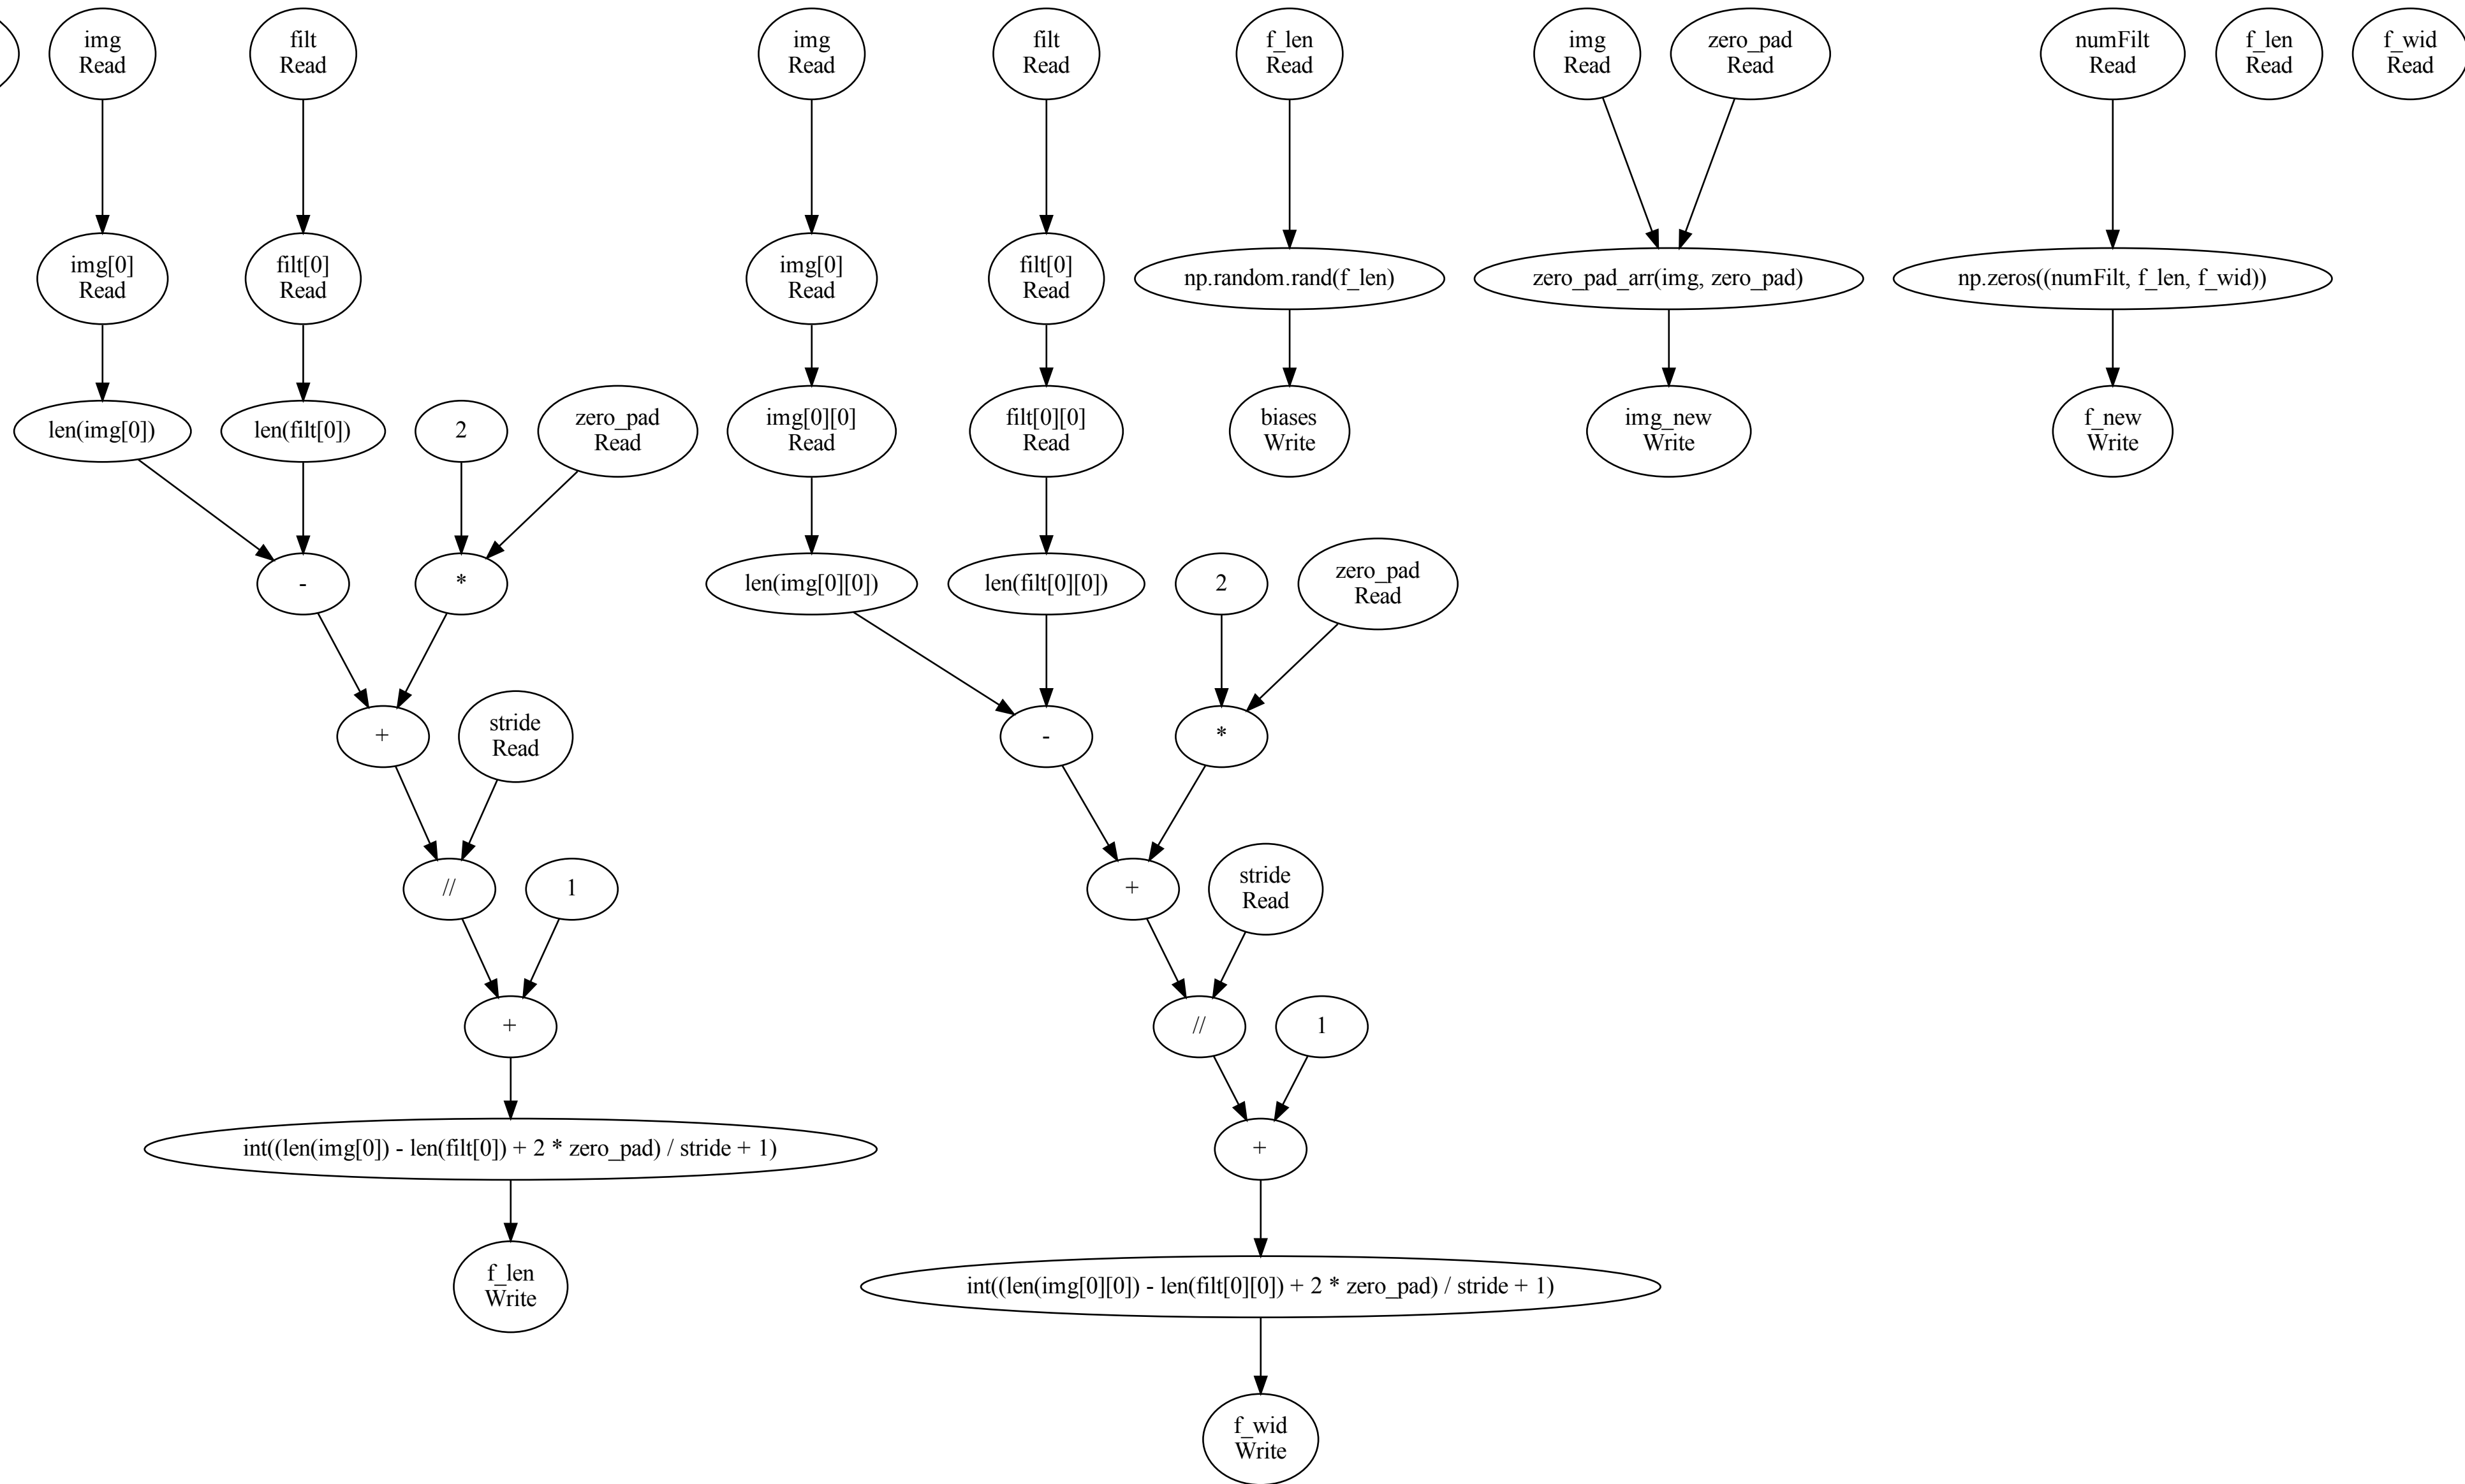 img
Read
filt
Read
img
Read
filt
Read
f_len
Read
img
Read
zero_pad
Read
numFilt
Read
f_len
Read
f_wid
Read
img[0]
Read
filt[0]
Read
img[0]
Read
filt[0]
Read
np.random.rand(f_len)
zero_pad_arr(img, zero_pad)
np.zeros((numFilt, f_len, f_wid))
len(img[0])
len(filt[0])
2
zero_pad
Read
img[0][0]
Read
filt[0][0]
Read
biases
Write
img_new
Write
f_new
Write
-
*
len(img[0][0])
len(filt[0][0])
2
zero_pad
Read
+
stride
Read
-
*
//
1
+
stride
Read
+
//
1
int((len(img[0]) - len(filt[0]) + 2 * zero_pad) / stride + 1)
+
f_len
Write
int((len(img[0][0]) - len(filt[0][0]) + 2 * zero_pad) / stride + 1)
f_wid
Write